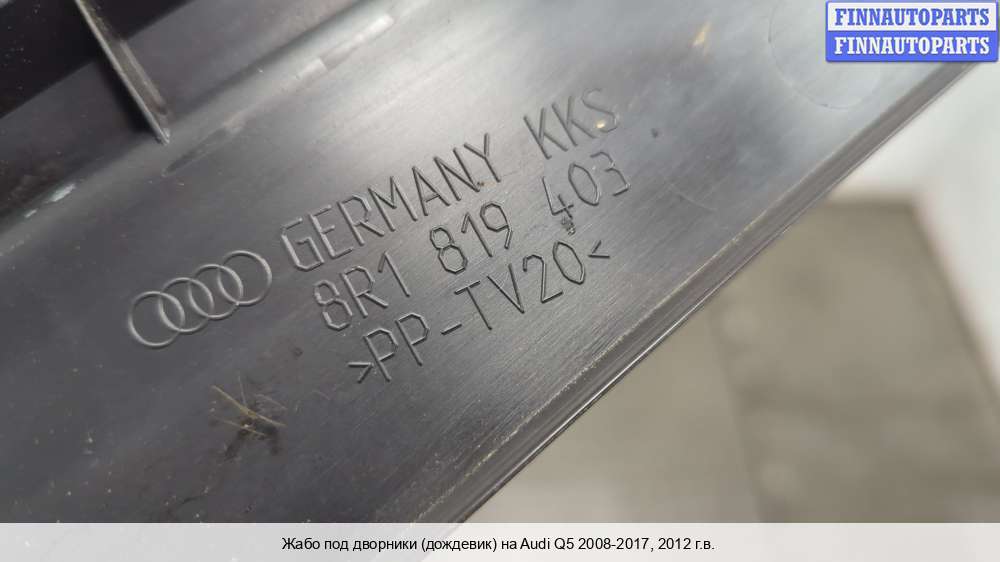 FINNAUTOPARTS
FINNAUTOPARTS
GERMANY KKS
8R1 819 403
>PP-TV20<
Жабо под дворники (дождевик) на Audi Q5 2008-2017, 2012 г.в.